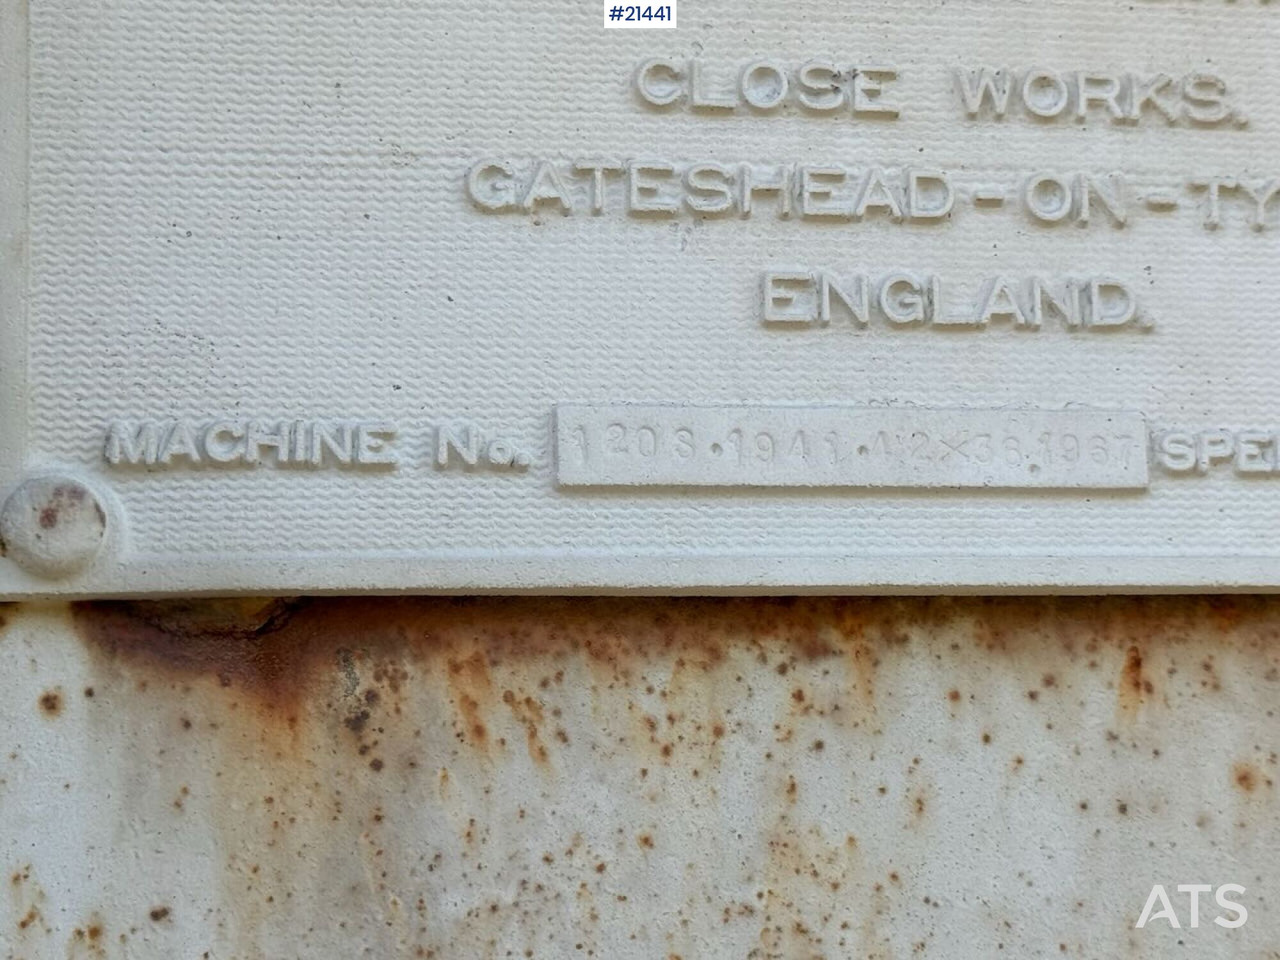 #21441
CLOSE WORKS.
GATESHEAD-ON-TY
ENGLAND.
MACHINE No. 1208·1941·42×36.1967 SPE
ATS